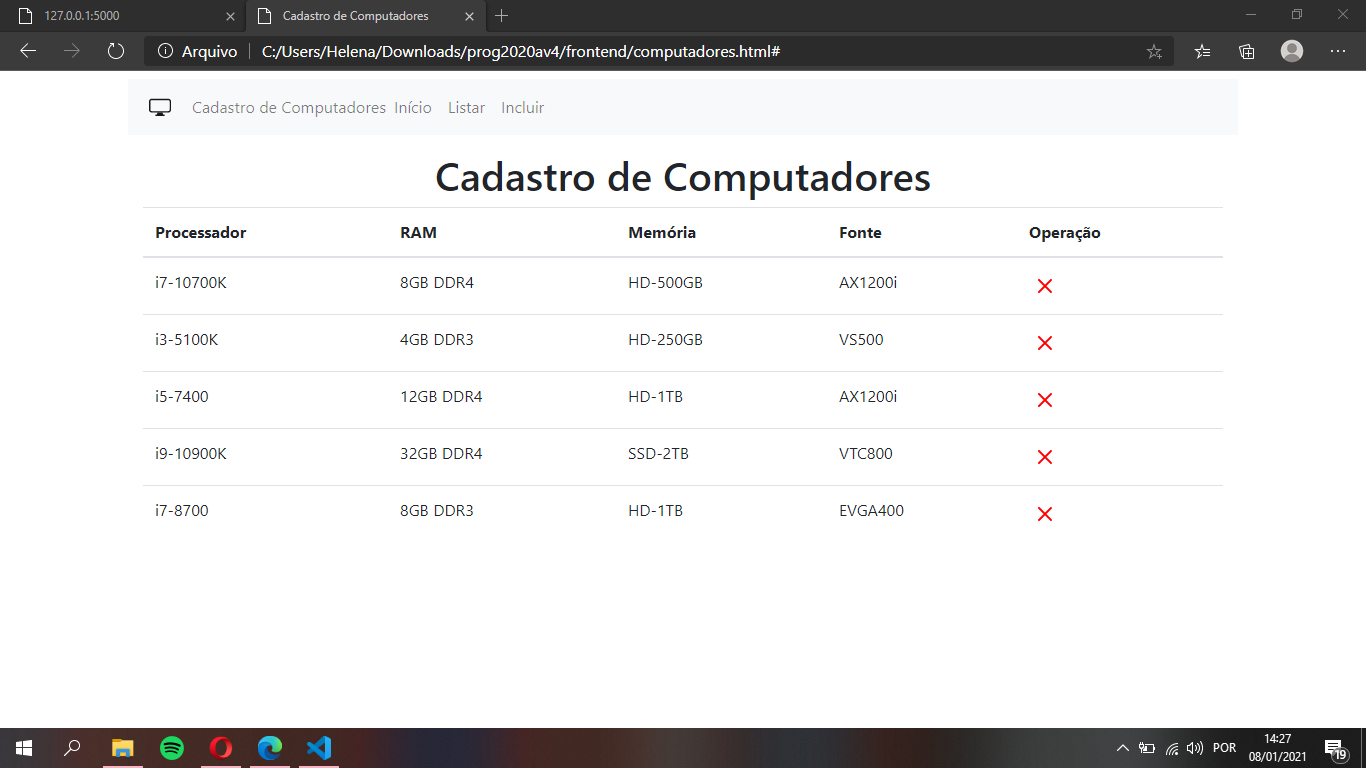 127.0.0.1:5000
Cadastro de Computadores
Arquivo C:/Users/Helena/Downloads/prog2020av4/frontend/computadores.html#
Cadastro de Computadores Início Listar Incluir
Cadastro de Computadores
Processador RAM Memória Fonte Operação
i7-10700K 8GB DDR4 HD-500GB AX1200i
i3-5100K 4GB DDR3 HD-250GB VS500
i5-7400 12GB DDR4 HD-1TB AX1200i
i9-10900K 32GB DDR4 SSD-2TB VTC800
i7-8700 8GB DDR3 HD-1TB EVGA400
POR
14:27
08/01/2021
19